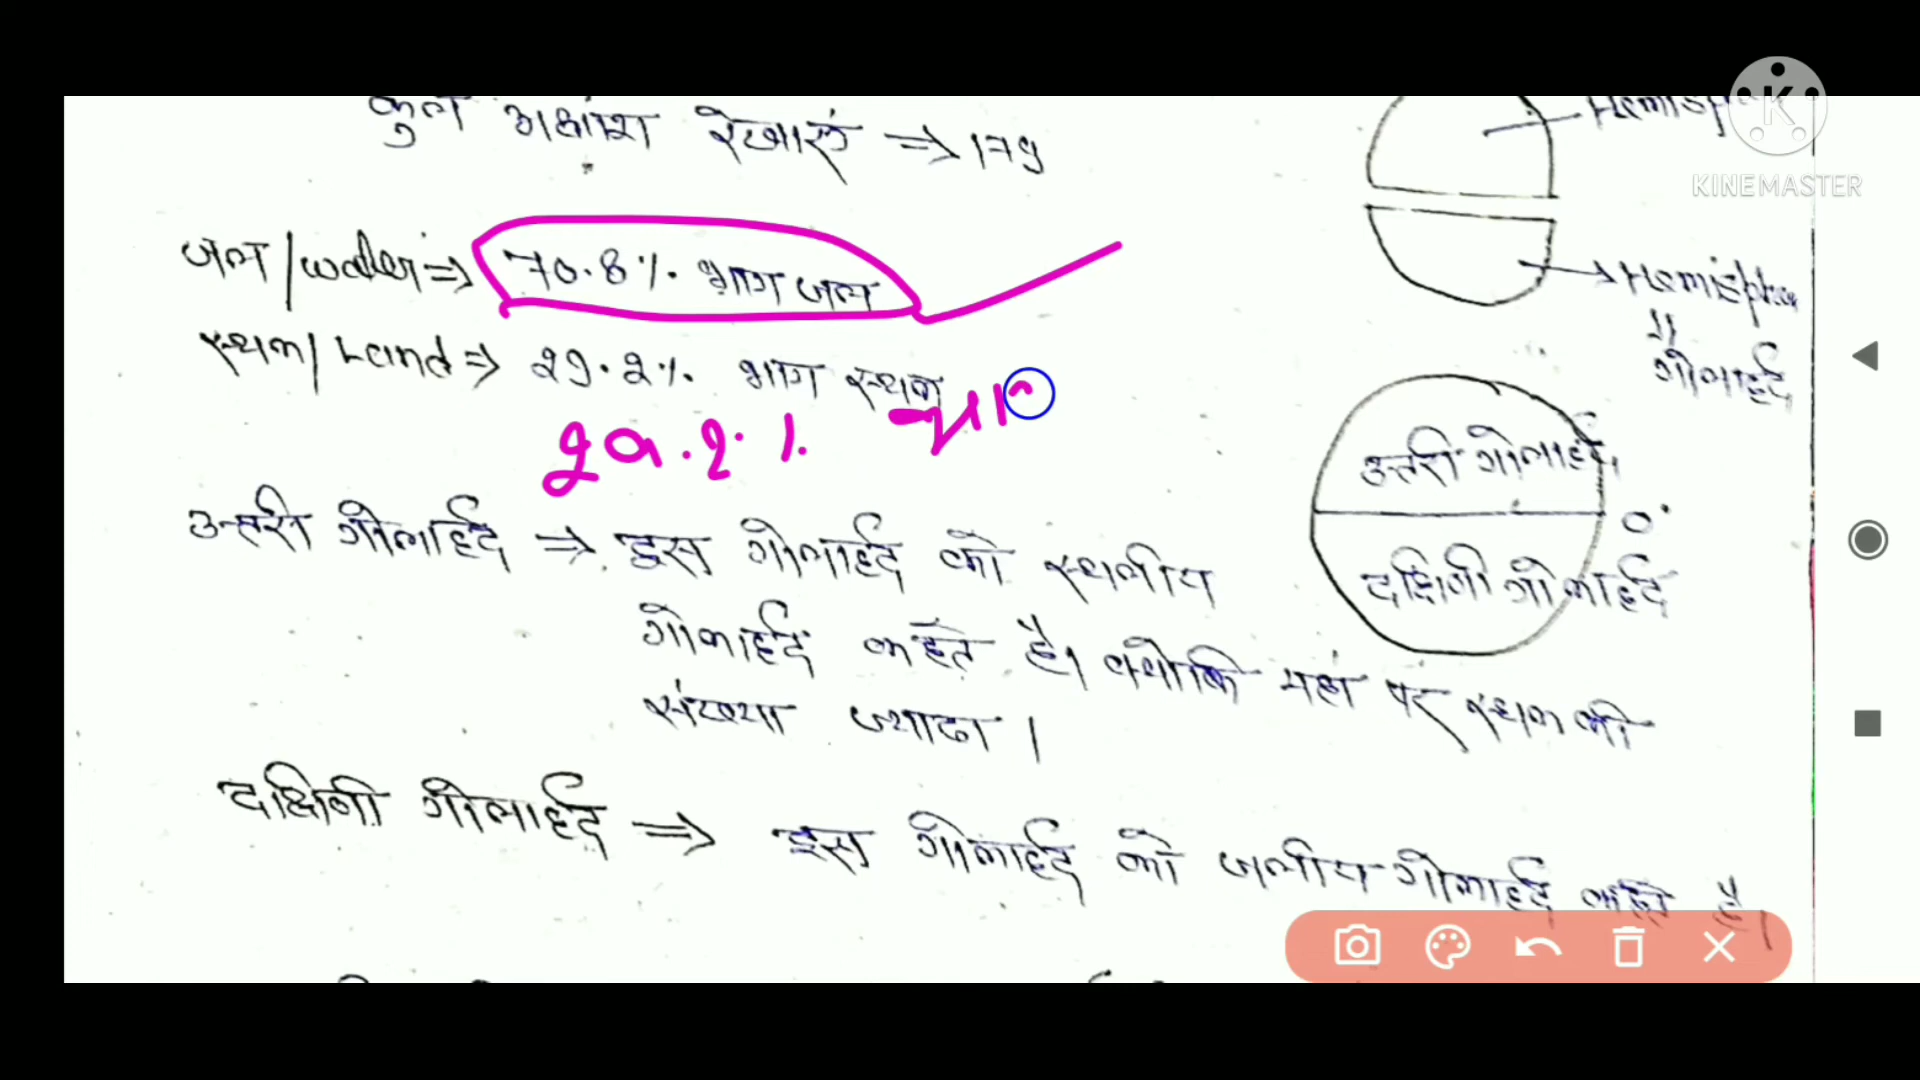 कुल अक्षांश रेखाएं => 179
Hemisphe
KINEMASTER
जल/water => 70.8%. भाग जल
Hemisphere
गोलार्द्ध
स्थल/Land => 29.2%. भाग स्थल
29.2%. भा
उत्तरी गोलार्द्ध
0°
दक्षिणी गोलार्द्ध
उत्तरी गोलार्द्ध => इस गोलार्द्ध को स्थलीय
गोलार्द्ध कहते है। क्योकि यहां पर स्थल की
संख्या ज्यादा।
दक्षिणी गोलार्द्ध => इस गोलार्द्ध को जलीय गोलार्द्ध कहते है।